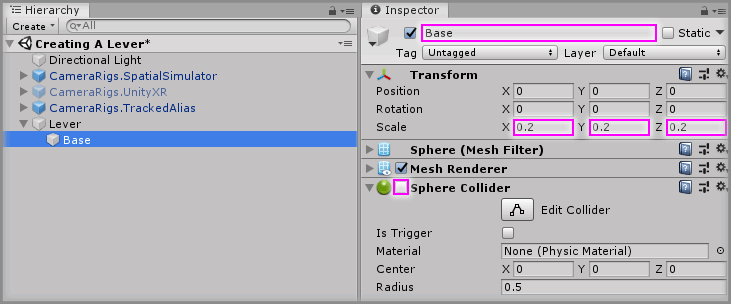 Hierarchy
Create
All
Creating A Lever*
Directional Light
CameraRigs.SpatialSimulator
CameraRigs.UnityXR
CameraRigs.TrackedAlias
Lever
Base
Inspector
Base
Static
Tag Untagged Layer Default
Transform
Position X 0 Y 0 Z 0
Rotation X 0 Y 0 Z 0
Scale X 0.2 Y 0.2 Z 0.2
Sphere (Mesh Filter)
Mesh Renderer
Sphere Collider
Edit Collider
Is Trigger
Material None (Physic Material)
Center X 0 Y 0 Z 0
Radius 0.5